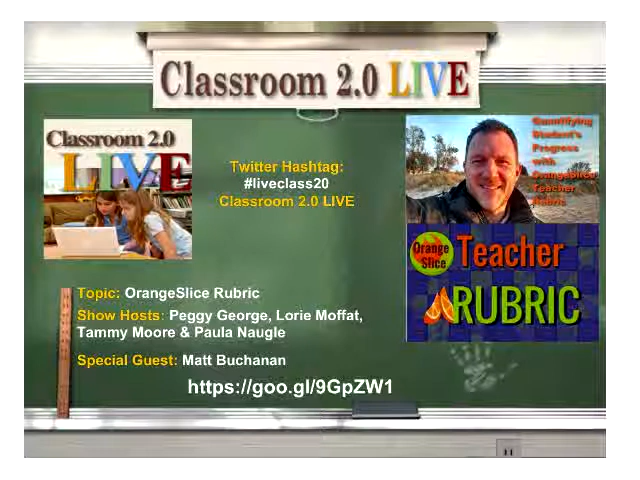 Classroom 2.0 LIVE
Classroom 2.0
LIVE
Twitter Hashtag:
#liveclass20
Classroom 2.0 LIVE
Quantifying
Student's
Progress
with
OrangeSlice
Teacher
Rubric
Orange
Slice
Teacher
RUBRIC
Topic: OrangeSlice Rubric
Show Hosts: Peggy George, Lorie Moffat,
Tammy Moore & Paula Naugle
Special Guest: Matt Buchanan
https://goo.gl/9GpZW1